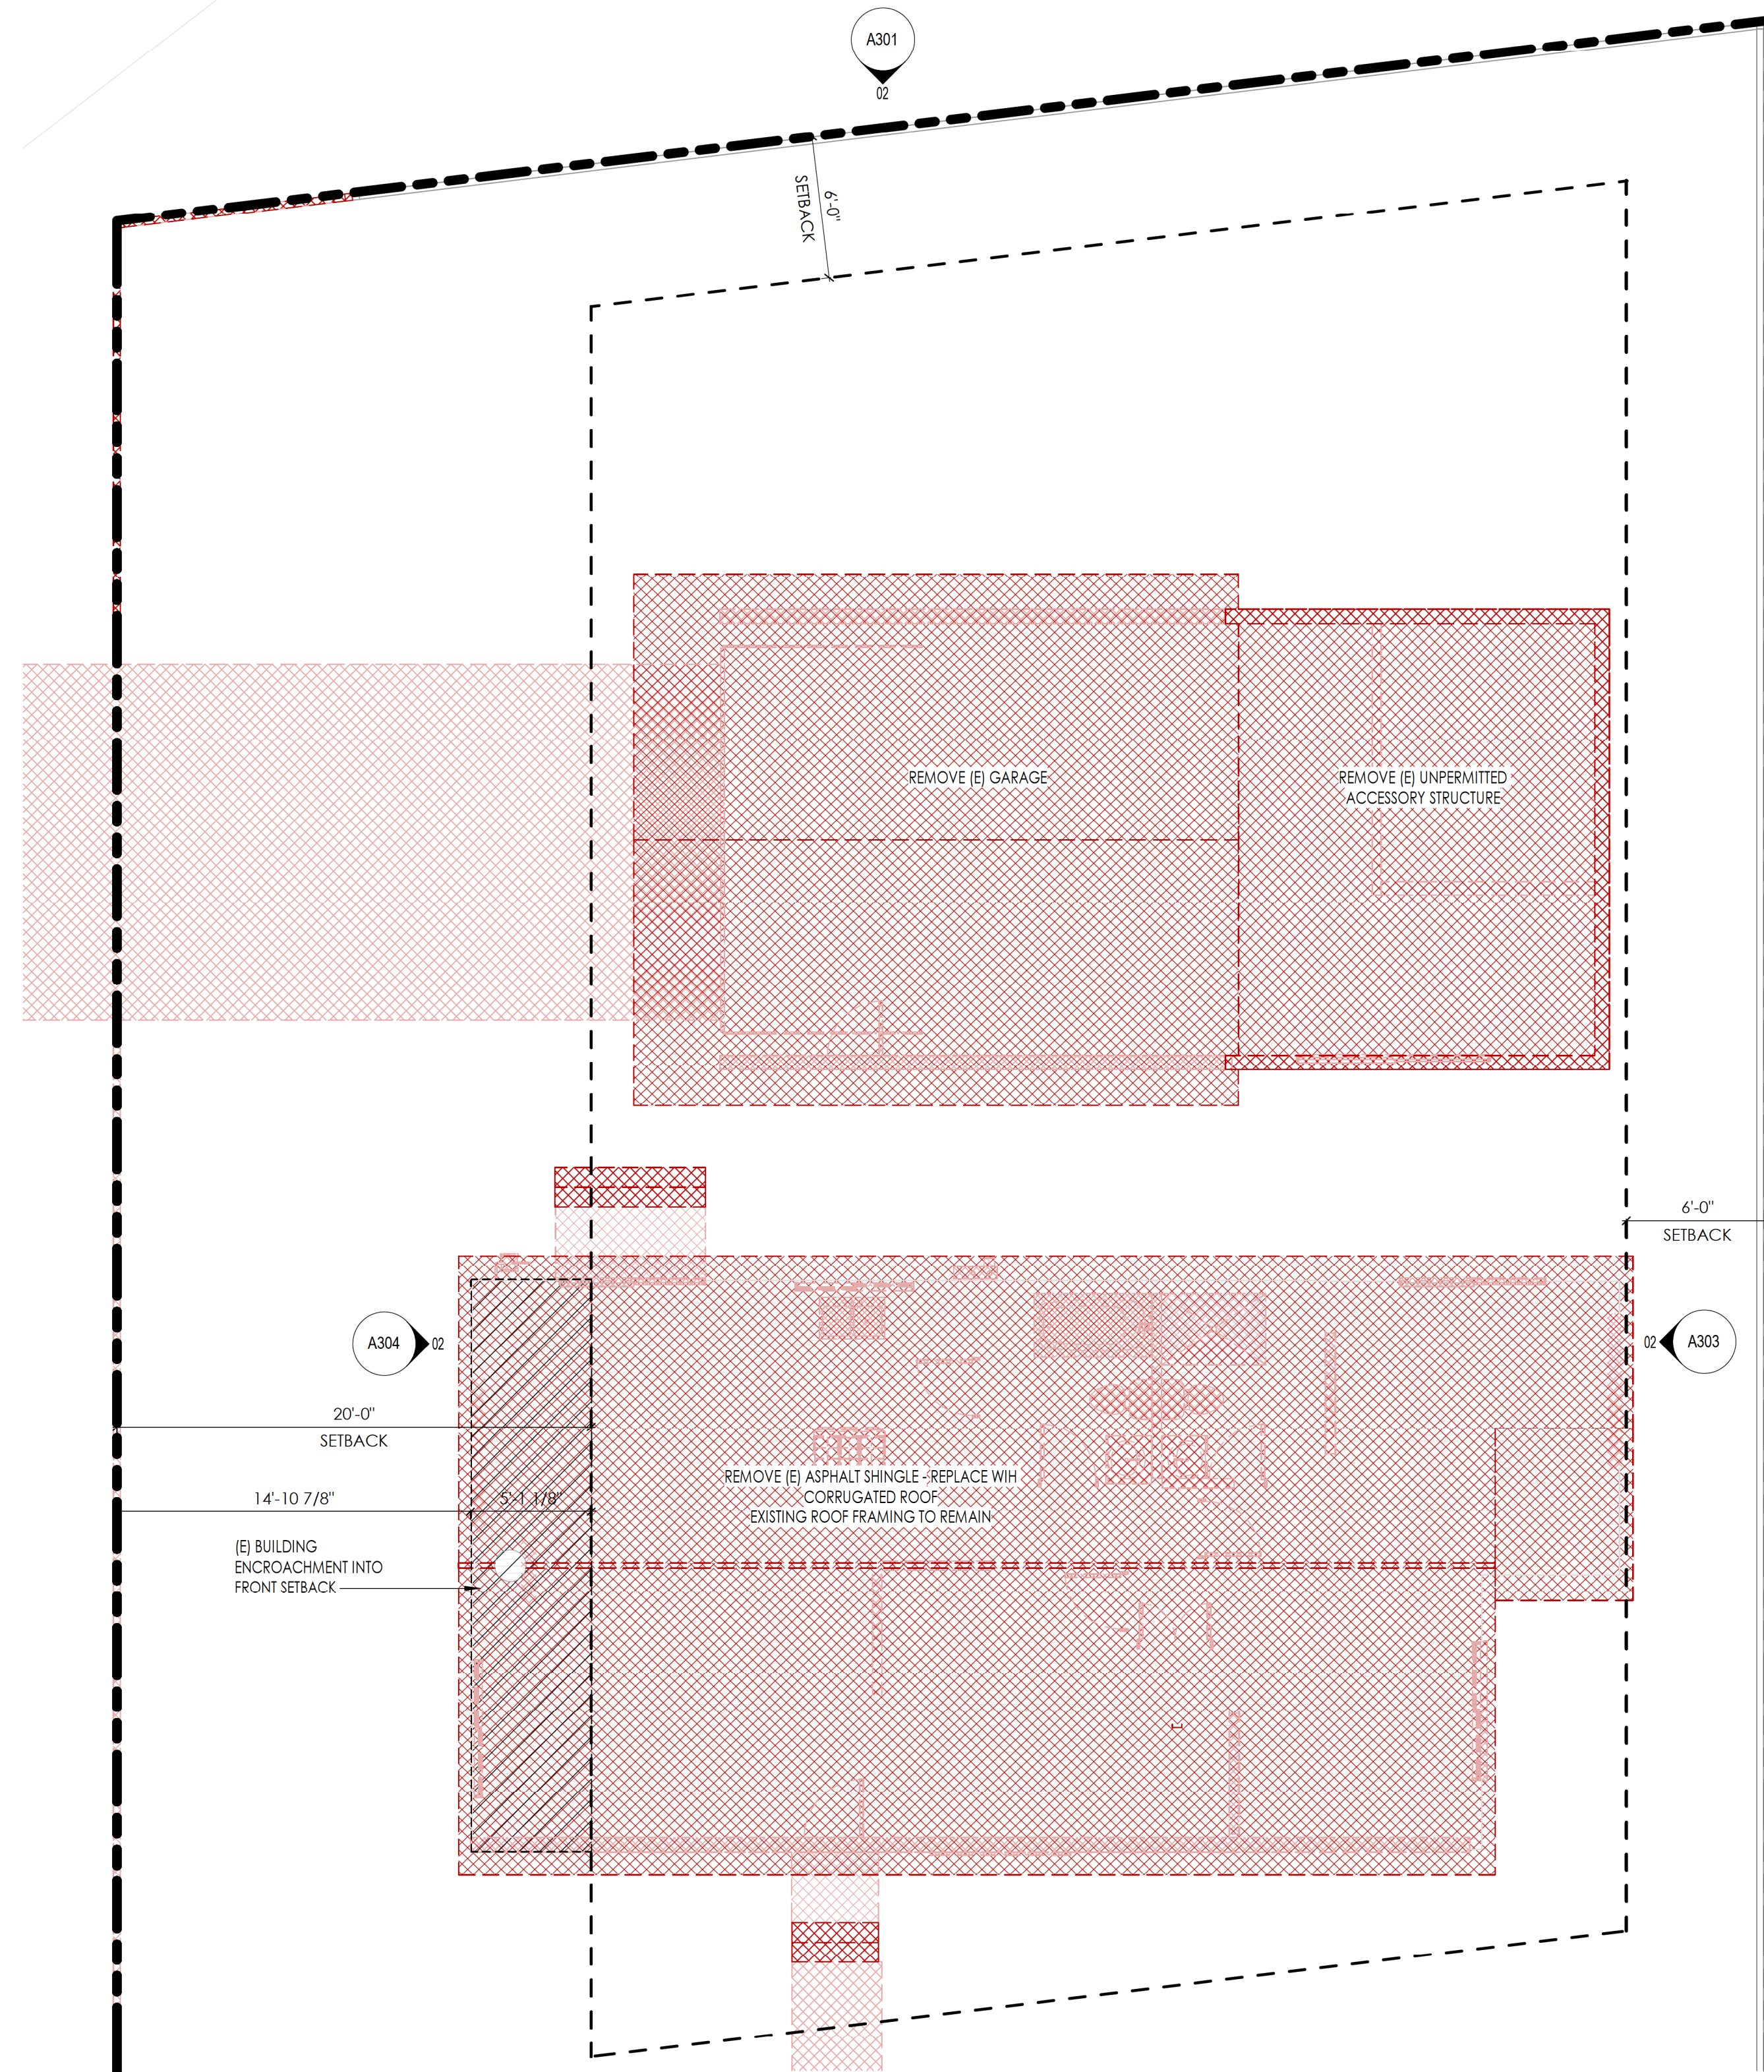 A301
02
6'-0"
SETBACK
REMOVE (E) GARAGE
REMOVE (E) UNPERMITTED
ACCESSORY STRUCTURE
6'-0"
SETBACK
A304
02
02
A303
20'-0"
SETBACK
14'-10 7/8"
5'-1 1/8"
REMOVE (E) ASPHALT SHINGLE - REPLACE WIH
CORRUGATED ROOF
EXISTING ROOF FRAMING TO REMAIN
(E) BUILDING
ENCROACHMENT INTO
FRONT SETBACK